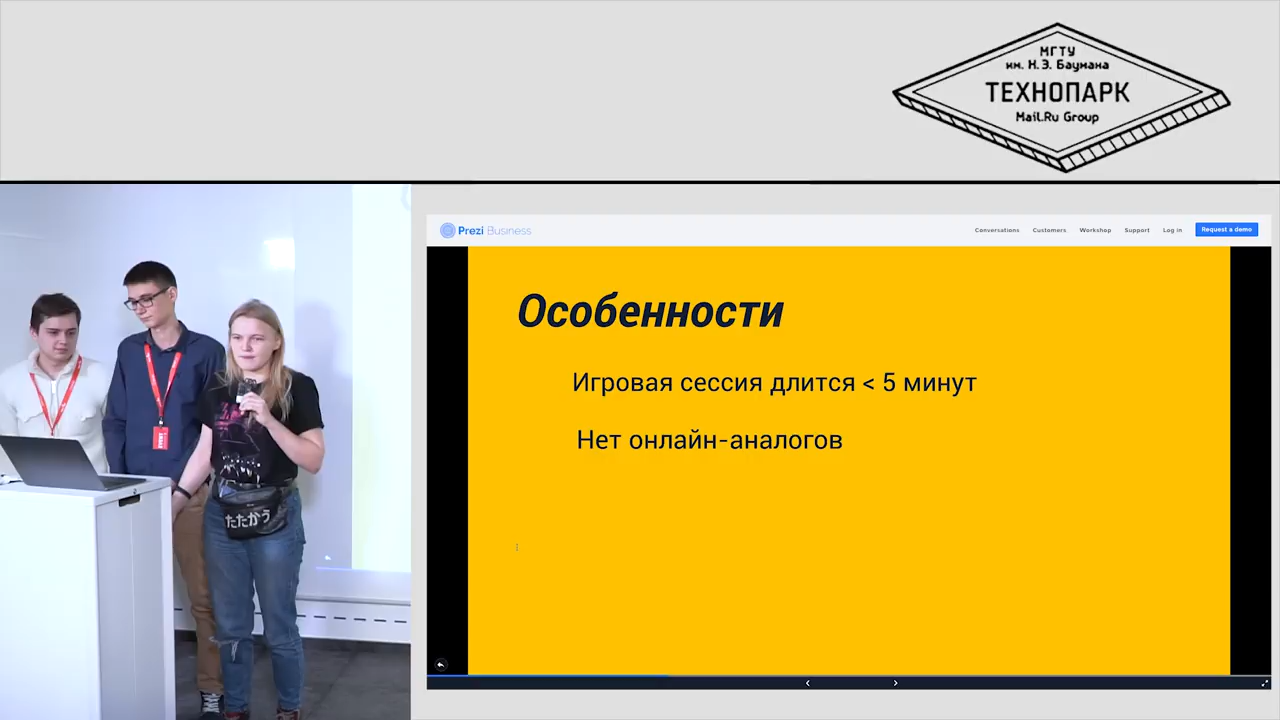 МГТУ
им. Н.Э. Баумана
ТЕХНОПАРК
Mail.Ru Group
Prezi Business
Conversations Customers Workshop Support Log in Request a demo
Особенности
Игровая сессия длится < 5 минут
Нет онлайн-аналогов
たたかう